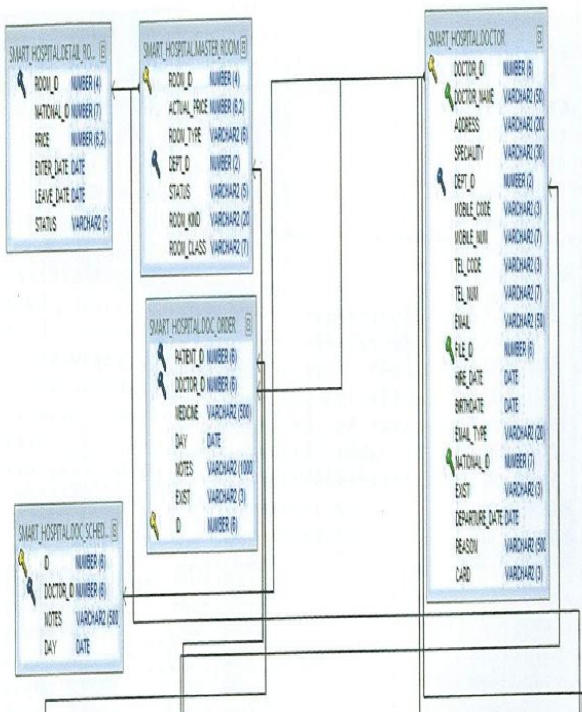 SMART_HOSPITAL.DETAIL_RO...
ROOM_ID NUMBER (4)
NATIONAL_ID NUMBER (7)
PRICE NUMBER (6,2)
ENTER_DATE DATE
LEAVE_DATE DATE
STATUS VARCHAR2 (5
SMART_HOSPITAL.MASTER_ROOM
ROOM_ID NUMBER (4)
ACTUAL_PRICE NUMBER (6,2)
ROOM_TYPE VARCHAR2 (6)
DEPT_ID NUMBER (2)
STATUS VARCHAR2 (5)
ROOM_KIND VARCHAR2 (20
ROOM_CLASS VARCHAR2 (7)
SMART_HOSPITAL.DOCTOR
DOCTOR_ID NUMBER (6)
DOCTOR_NAME VARCHAR2 (50)
ADDRESS VARCHAR2 (200
SPECIALITY VARCHAR2 (30)
DEPT_ID NUMBER (2)
MOBILE_CODE VARCHAR2 (3)
MOBILE_NUM VARCHAR2 (7)
TEL_CODE VARCHAR2 (3)
TEL_NUM VARCHAR2 (7)
EMAIL VARCHAR2 (50
FILE_ID NUMBER (6)
HIRE_DATE DATE
BIRTHDATE DATE
EMAIL_TYPE VARCHAR2 (20
NATIONAL_ID NUMBER (7)
EXIST VARCHAR2 (3)
DEPARTURE_DATE DATE
REASON VARCHAR2 (500
CARD VARCHAR2 (3)
SMART_HOSPITAL.DOC_ORDER
PATIENT_ID NUMBER (6)
DOCTOR_ID NUMBER (6)
MEDICINE VARCHAR2 (500)
DAY DATE
NOTES VARCHAR2 (1000
EXIST VARCHAR2 (3)
ID NUMBER (6)
SMART_HOSPITAL.DOC_SCHED...
ID NUMBER (6)
DOCTOR_ID NUMBER (6)
NOTES VARCHAR2 (500
DAY DATE